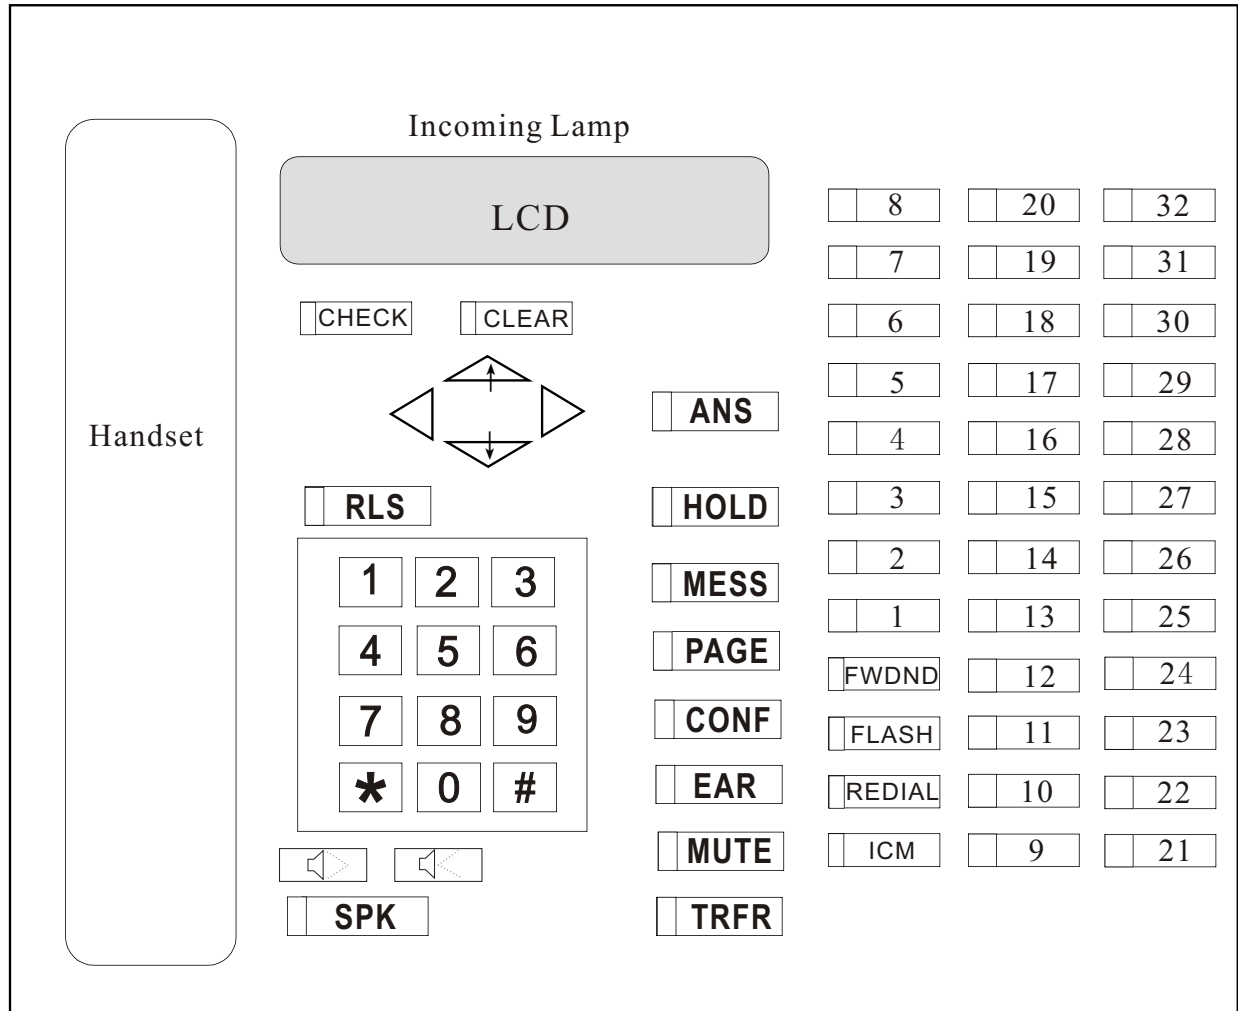 Incoming Lamp
LCD
Handset
CHECK CLEAR
RLS
1 2 3
4 5 6
7 8 9
* 0 #
SPK
ANS
HOLD
MESS
PAGE
CONF
EAR
MUTE
TRFR
8 20 32
7 19 31
6 18 30
5 17 29
4 16 28
3 15 27
2 14 26
1 13 25
FWDND 12 24
FLASH 11 23
REDIAL 10 22
ICM 9 21